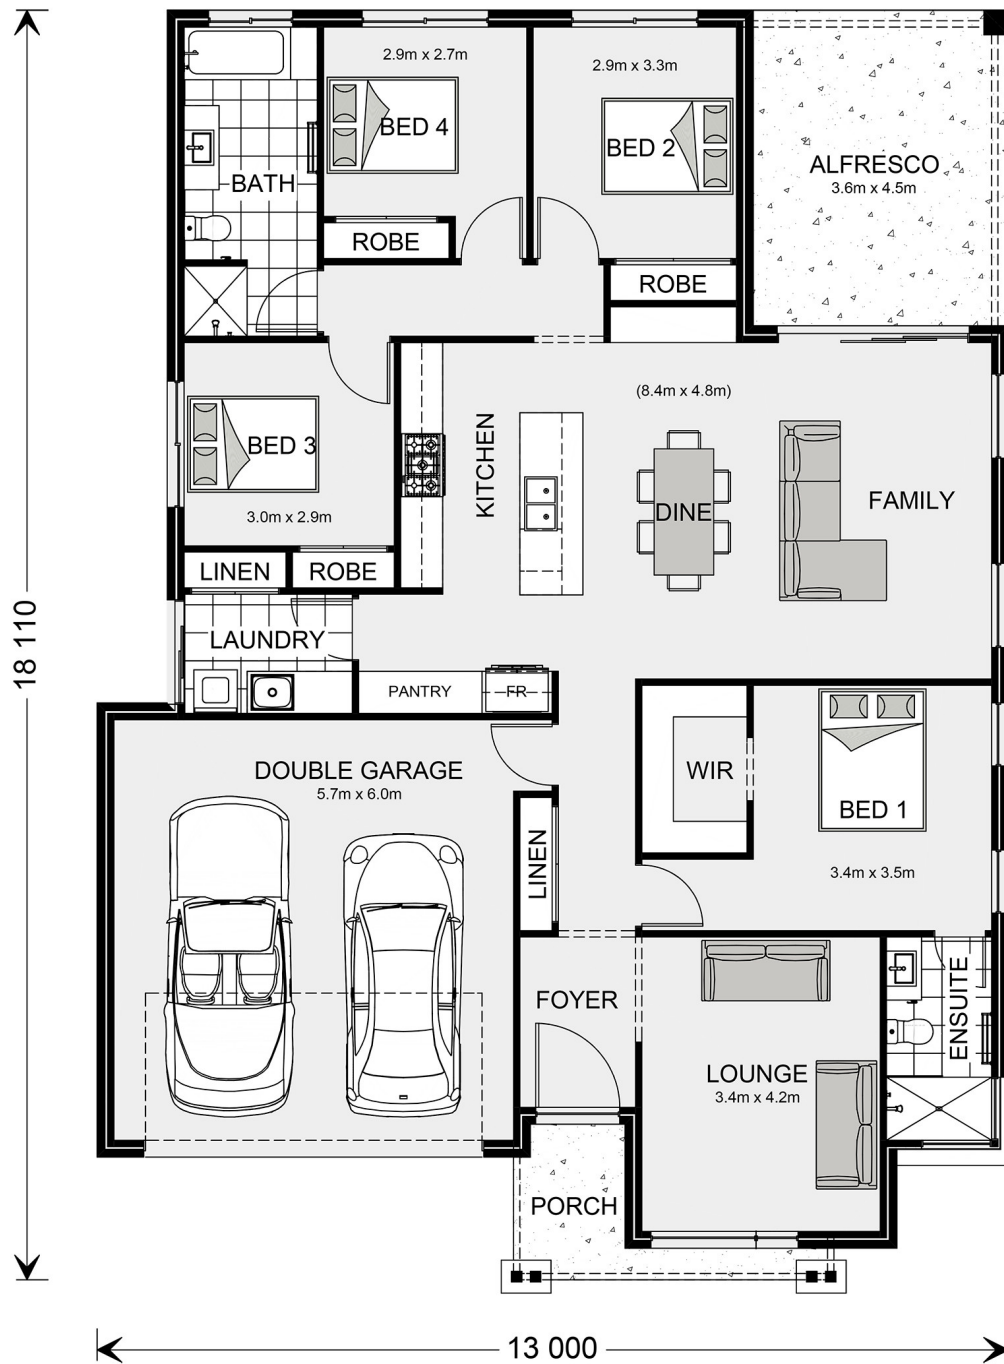 2.9m x 2.7m
BED 4
2.9m x 3.3m
BED 2
ALFRESCO
3.6m x 4.5m
BATH
ROBE
ROBE
(8.4m x 4.8m)
BED 3
3.0m x 2.9m
KITCHEN
DINE
FAMILY
LINEN
ROBE
LAUNDRY
PANTRY
FR
18 110
DOUBLE GARAGE
5.7m x 6.0m
WIR
BED 1
3.4m x 3.5m
LINEN
FOYER
LOUNGE
3.4m x 4.2m
ENSUITE
PORCH
13 000